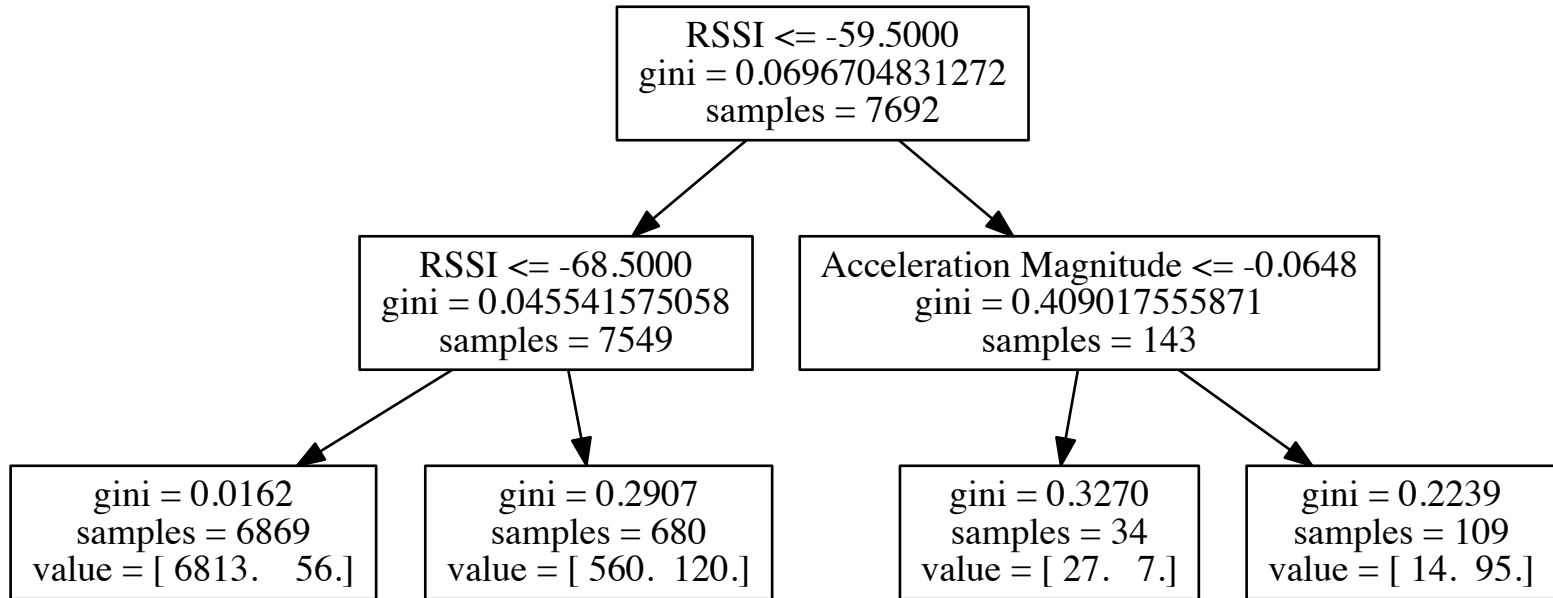 RSSI <= -59.5000
gini = 0.0696704831272
samples = 7692
RSSI <= -68.5000
gini = 0.045541575058
samples = 7549
Acceleration Magnitude <= -0.0648
gini = 0.409017555871
samples = 143
gini = 0.0162
samples = 6869
value = [ 6813.    56.]
gini = 0.2907
samples = 680
value = [ 560.  120.]
gini = 0.3270
samples = 34
value = [ 27.   7.]
gini = 0.2239
samples = 109
value = [ 14.  95.]